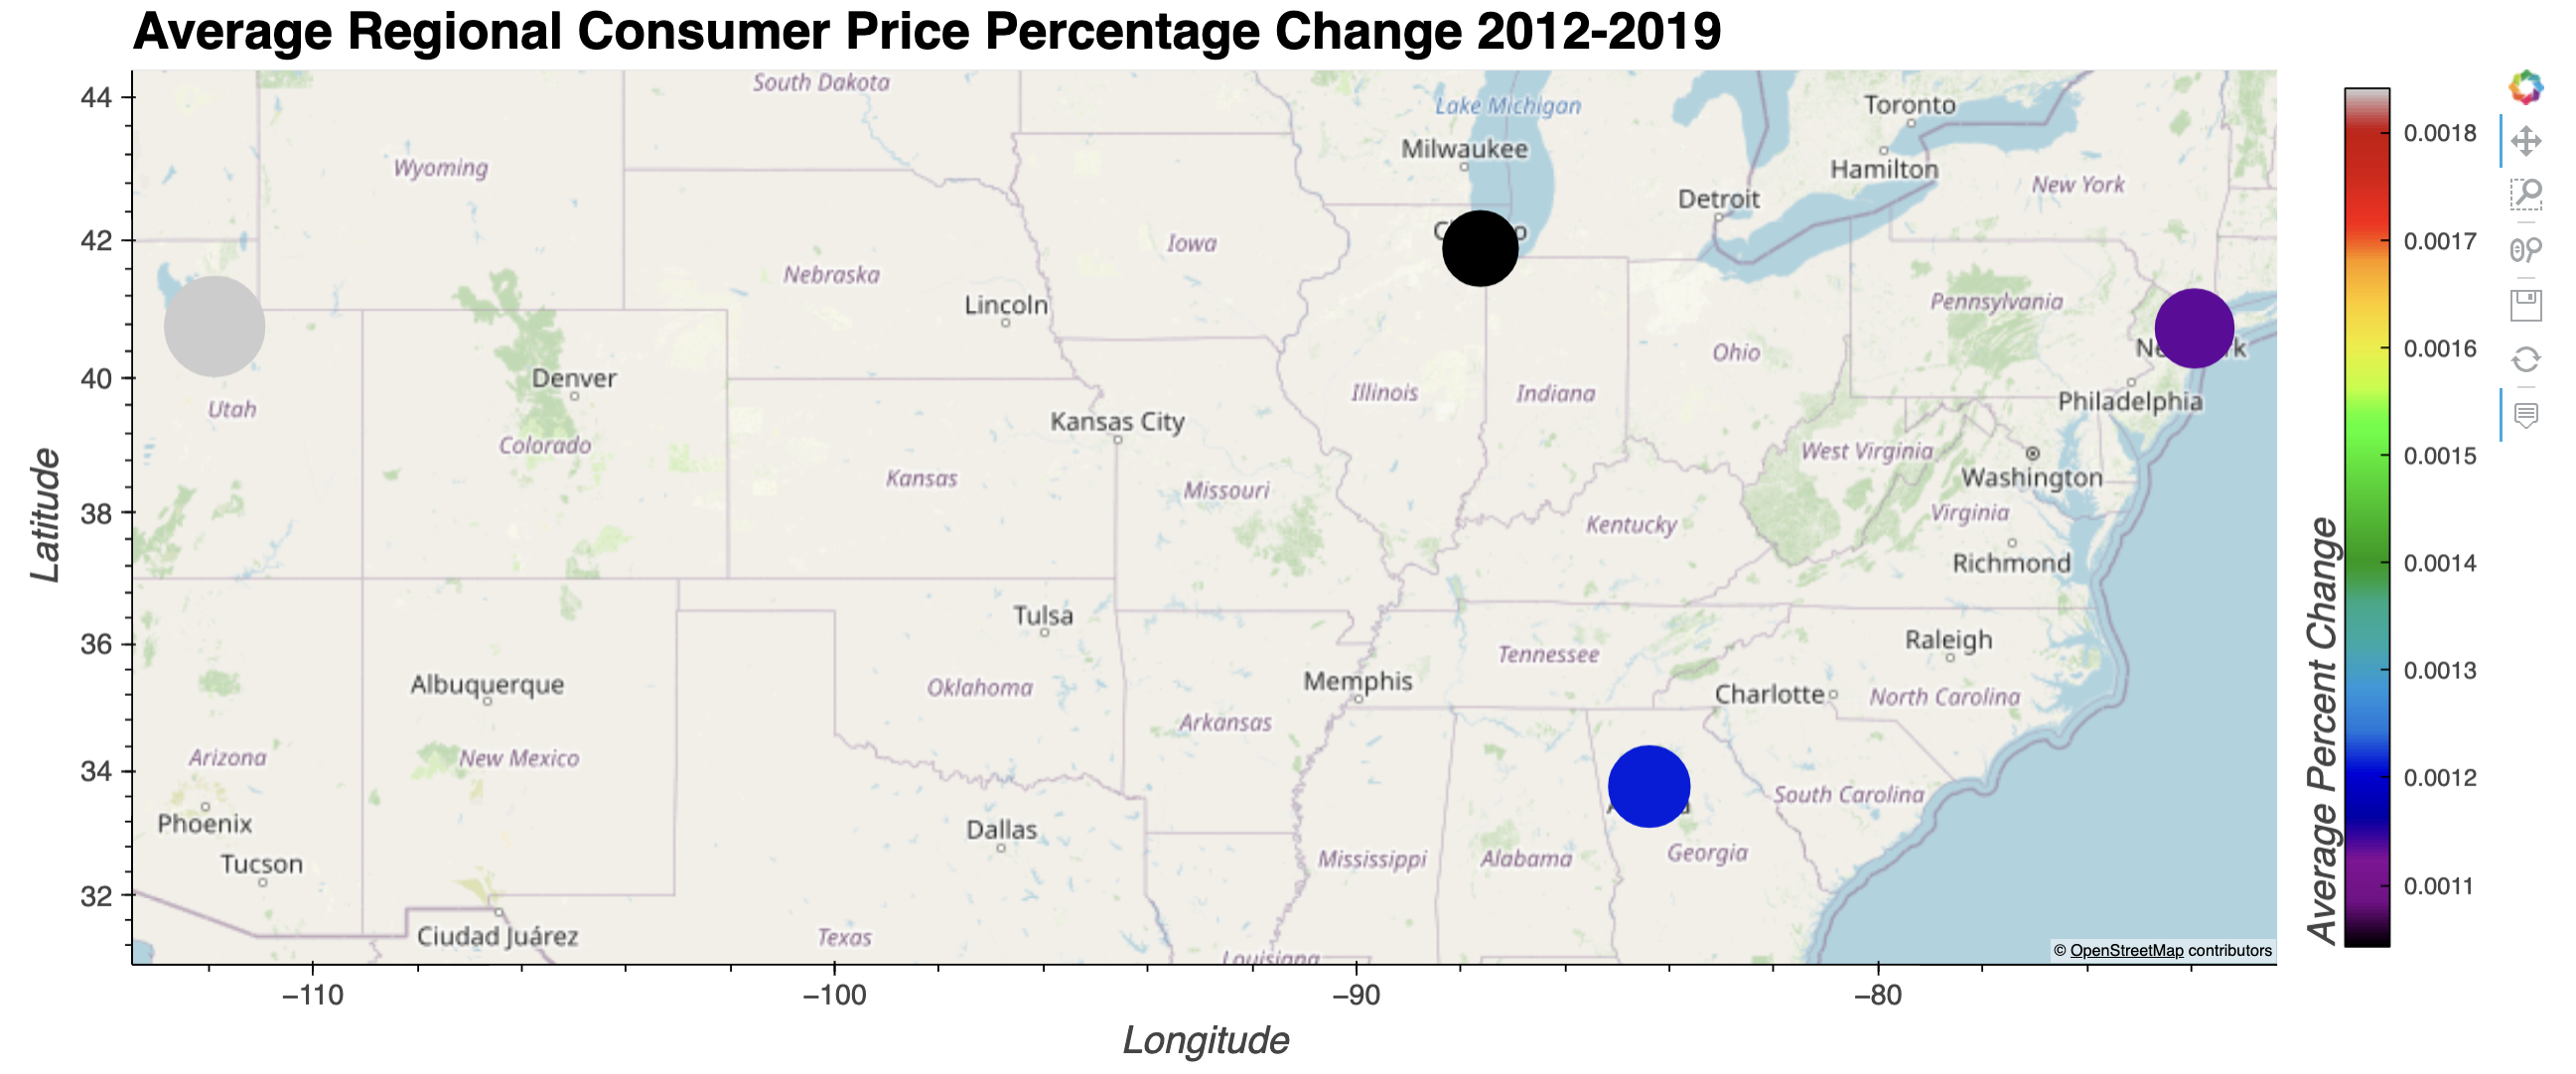 Average Regional Consumer Price Percentage Change 2012-2019
South Dakota
Lake Michigan
Toronto
Milwaukee
Hamilton
Wyoming
New York
Detroit
Iowa
Nebraska
Lincoln
Pennsylvania
Ohio
Denver
Illinois
Indiana
Utah
Philadelphia
Kansas City
Colorado
West Virginia
Kansas
Washington
Missouri
Virginia
Kentucky
Richmond
Tulsa
Raleigh
Tennessee
Albuquerque
Memphis
Oklahoma
Charlotte
North Carolina
Arkansas
Arizona
New Mexico
South Carolina
Phoenix
Dallas
Tucson
Mississippi
Alabama
Georgia
Ciudad Juárez
Texas
Louisiana
© OpenStreetMap contributors
44
42
40
38
36
34
32
Latitude
−110
−100
−90
−80
Longitude
0.0018
0.0017
0.0016
0.0015
0.0014
0.0013
0.0012
0.0011
Average Percent Change